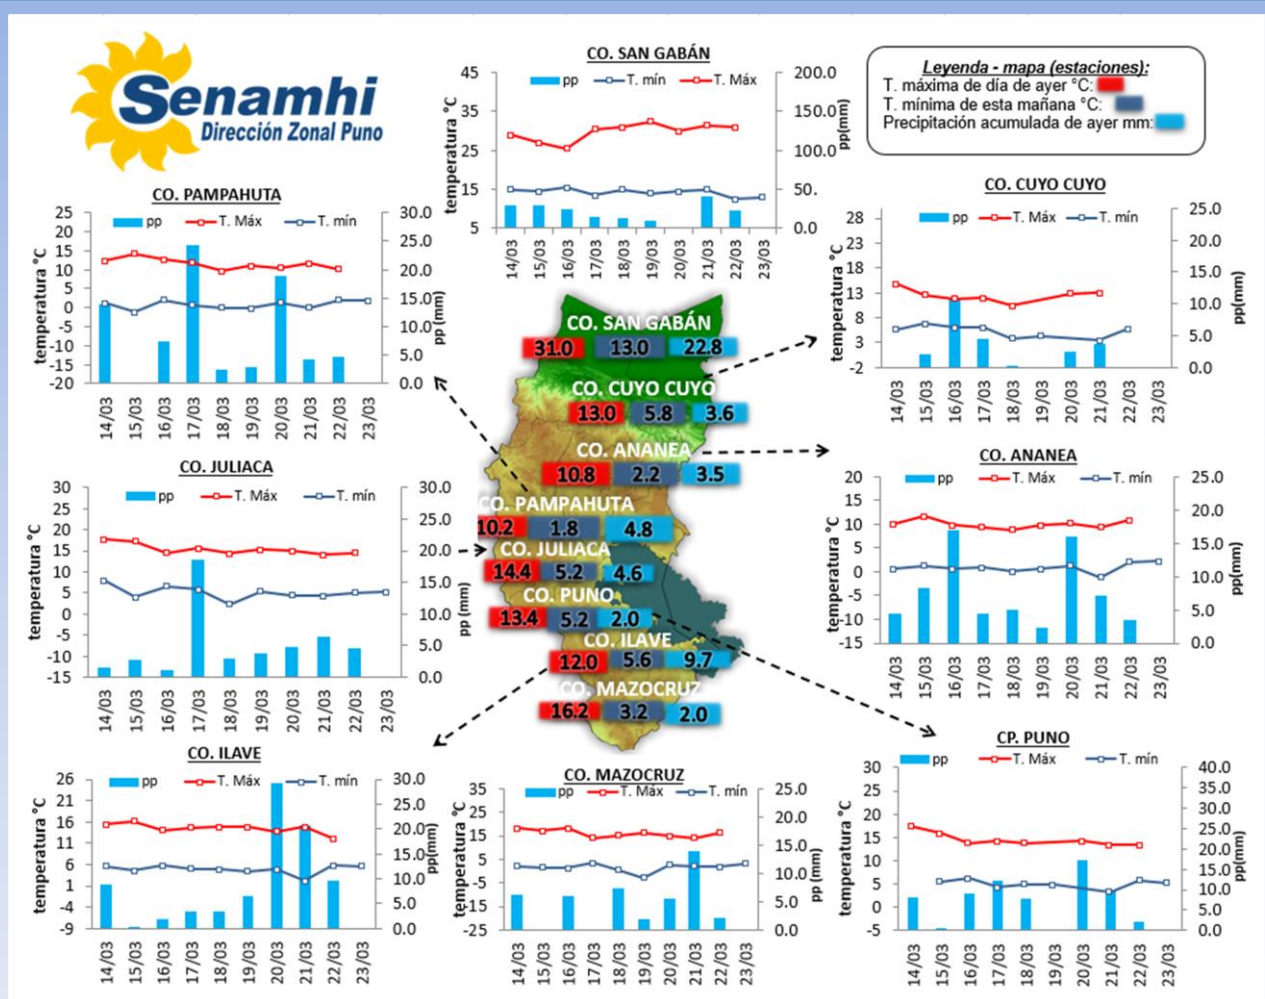 Senamhi
Dirección Zonal Puno
CO. SAN GABÁN
pp T. mín T. Máx
temperatura °C
45
35
25
15
5
200.0
150.0
100.0
50.
0.0
pp(mm)
14/03 15/03 16/03 17/03 18/03 19/03 20/03 21/03 22/03 23/03
Leyenda - mapa (estaciones):
T. máxima de día de ayer °C:
T. mínima de esta mañana °C:
Precipitación acumulada de ayer mm:
CO. PAMPAHUTA
pp T. Máx T. mín
temperatura °C
25
20
15
10
5
0
-5
-10
-15
-20
30.0
25.0
20.0
15.0
10.0
5.0
0.0
pp (mm)
14/03 15/03 16/03 17/03 18/03 19/03 20/03 21/03 22/03 23/03
CO. CUYO CUYO
pp T. Máx T. mín
temperatura °C
28
23
18
13
8
3
-2
25.0
20.0
15.0
10.0
5.0
0.0
pp(mm)
14/03 15/03 16/03 17/03 18/03 19/03 20/03 21/03 22/03 23/03
CO. SAN GABÁN
31.0 13.0 22.8
CO. CUYO CUYO
13.0 5.8 3.6
CO. ANANEA
10.8 2.2 3.5
CO. PAMPAHUTA
10.2 1.8 4.8
CO. JULIACA
14.4 5.2 4.6
CO. PUNO
13.4 5.2 2.0
CO. ILAVE
12.0 5.6 9.7
CO. MAZOCRUZ
16.2 3.2 2.0
CO. JULIACA
pp T. Máx T. mín
temperatura °C
30
25
20
15
10
5
0
-5
-10
-15
30.0
25.0
20.0
15.0
10.0
5.0
0.0
pp (mm)
14/03 15/03 16/03 17/03 18/03 19/03 20/03 21/03 22/03 23/03
CO. ANANEA
pp T. Máx T. mín
temperatura °C
20
15
10
5
0
-5
-10
-15
25.0
20.0
15.0
10.0
5.0
0.0
pp(mm)
14/03 15/03 16/03 17/03 18/03 19/03 20/03 21/03 22/03 23/03
CO. ILAVE
pp T. Máx T. mín
temperatura °C
26
21
16
11
6
1
-4
-9
30.0
25.0
20.0
15.0
10.0
5.0
0.0
pp(mm)
14/03 15/03 16/03 17/03 18/03 19/03 20/03 21/03 22/03 23/03
CO. MAZOCRUZ
pp T. Máx T. mín
temperatura °C
35
25
15
5
-5
-15
-25
25.0
20.0
15.0
10.0
5.0
0.0
pp(mm)
14/03 15/03 16/03 17/03 18/03 19/03 20/03 21/03 22/03 23/03
CP. PUNO
pp T. Máx T. mín
temperatura °C
30
25
20
15
10
5
0
-5
40.0
35.0
30.0
25.0
20.0
15.0
10.0
5.0
0.0
pp(mm)
14/03 15/03 16/03 17/03 18/03 19/03 20/03 21/03 22/03 23/03